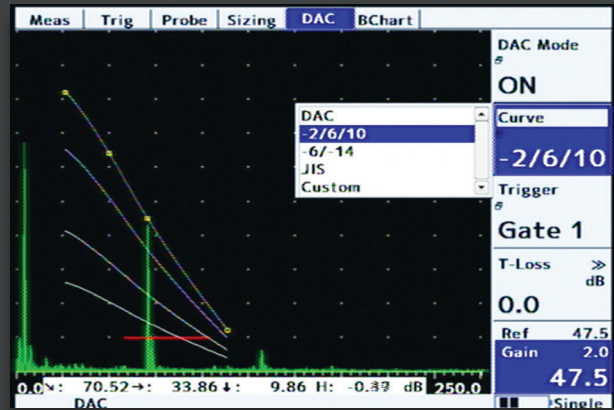 Meas Trig Probe Sizing DAC BChart
DAC Mode
ON
Curve
-2/6/10
DAC
-2/6/10
-6/-14
JIS
Custom
Trigger
Gate 1
T-Loss
dB
0.0
Ref 47.5
Gain 2.0
47.5
0.0 : 70.52 : 33.86 : 9.86 H: dB 250.0
DAC Single